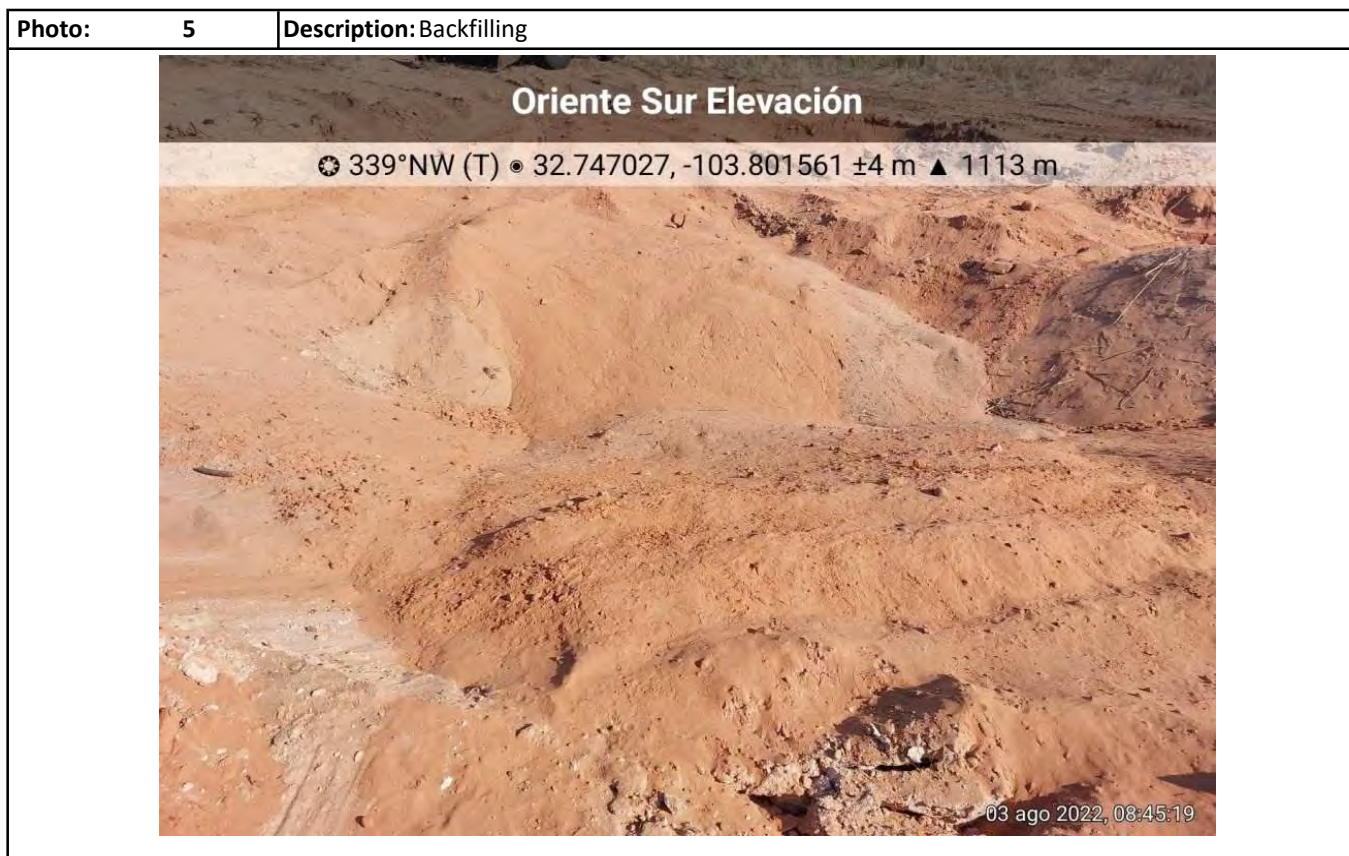 Photo: 5 Description: Backfilling
Oriente Sur Elevación
339°NW (T) ◉ 32.747027, -103.801561 ±4 m ▲ 1113 m
03 ago 2022, 08:45:19